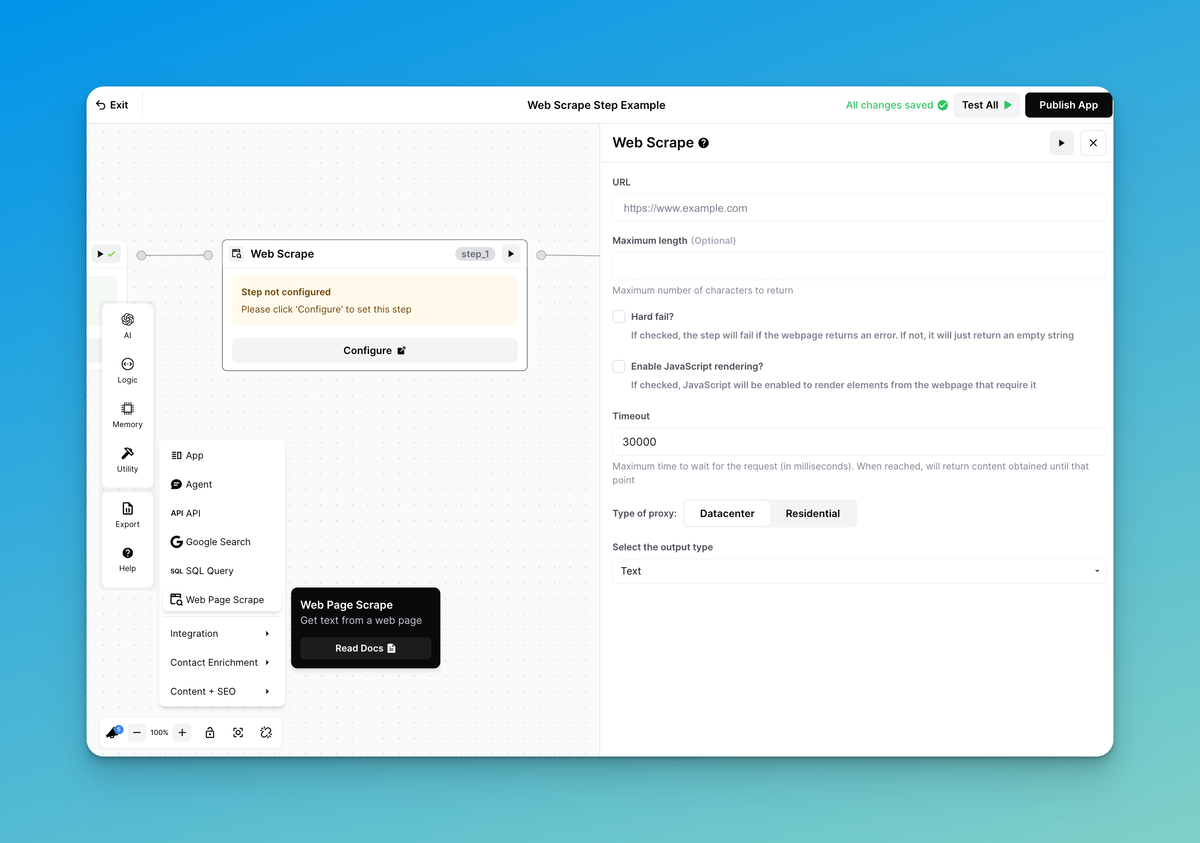 Exit
Web Scrape Step Example
All changes saved
Test All
Publish App
Web Scrape
step_1
Step not configured
Please click 'Configure' to set this step
Configure
AI
Logic
Memory
Utility
Export
Help
App
Agent
API API
Google Search
SQL SQL Query
Web Page Scrape
Integration
Contact Enrichment
Content + SEO
Web Page Scrape
Get text from a web page
Read Docs
100%
Web Scrape
URL
https://www.example.com
Maximum length (Optional)
Maximum number of characters to return
Hard fail?
If checked, the step will fail if the webpage returns an error. If not, it will just return an empty string
Enable JavaScript rendering?
If checked, JavaScript will be enabled to render elements from the webpage that require it
Timeout
30000
Maximum time to wait for the request (in milliseconds). When reached, will return content obtained until that
point
Type of proxy: Datacenter Residential
Select the output type
Text